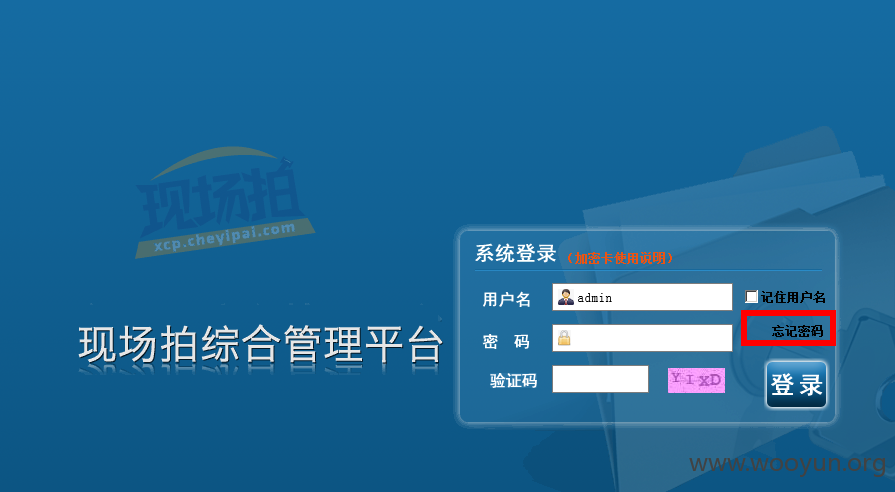 现场拍
xcp.cheyipai.com
现场拍综合管理平台
系统登录 (加密卡使用说明)
用户名 admin 记住用户名
密 码 忘记密码
验证码 YIXD
登录
www.wooyun.org